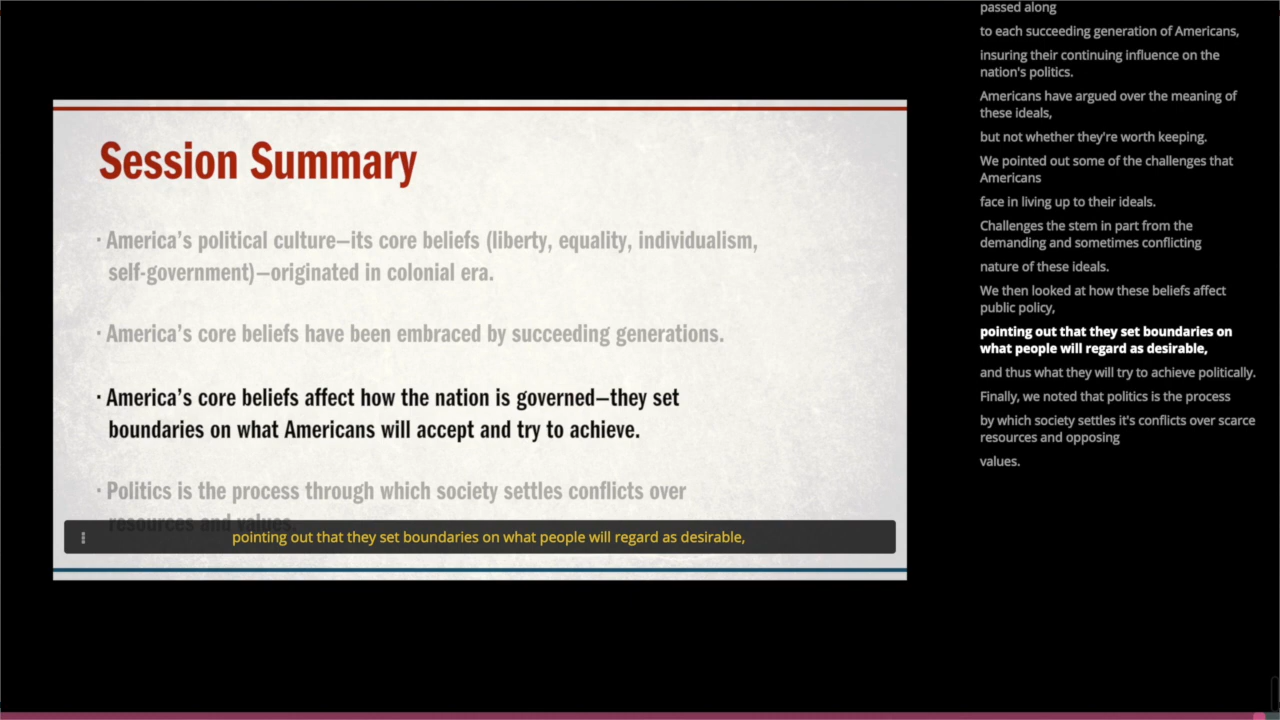 Session Summary
· America's political culture—its core beliefs (liberty, equality, individualism,
self-government)—originated in colonial era.
· America's core beliefs have been embraced by succeeding generations.
· America's core beliefs affect how the nation is governed—they set
boundaries on what Americans will accept and try to achieve.
· Politics is the process through which society settles conflicts over
resources and values.
pointing out that they set boundaries on what people will regard as desirable,
passed along
to each succeeding generation of Americans,
insuring their continuing influence on the
nation's politics.
Americans have argued over the meaning of
these ideals,
but not whether they're worth keeping.
We pointed out some of the challenges that
Americans
face in living up to their ideals.
Challenges the stem in part from the
demanding and sometimes conflicting
nature of these ideals.
We then looked at how these beliefs affect
public policy,
pointing out that they set boundaries on
what people will regard as desirable,
and thus what they will try to achieve politically.
Finally, we noted that politics is the process
by which society settles it's conflicts over scarce
resources and opposing
values.